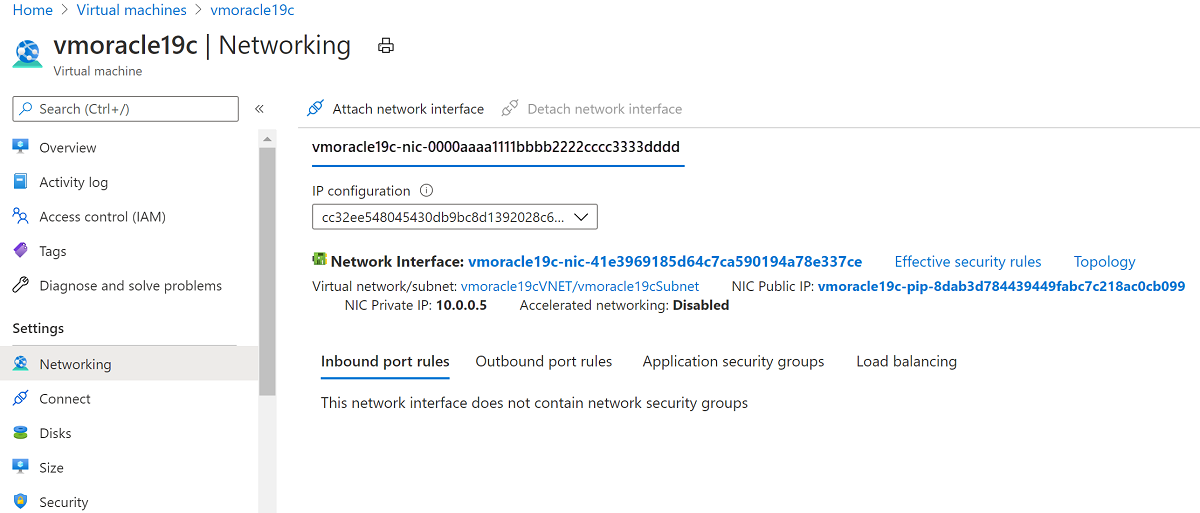 Home > Virtual machines > vmoracle19c
vmoracle19c | Networking
Virtual machine
Search (Ctrl+/)
«
Overview
Activity log
Access control (IAM)
Tags
Diagnose and solve problems
Settings
Networking
Connect
Disks
Size
Security
Attach network interface Detach network interface
vmoracle19c-nic-0000aaaa1111bbbb2222cccc3333dddd
IP configuration
cc32ee548045430db9bc8d1392028c6...
Network Interface: vmoracle19c-nic-41e3969185d64c7ca590194a78e337ce Effective security rules Topology
Virtual network/subnet: vmoracle19cVNET/vmoracle19cSubnet NIC Public IP: vmoracle19c-pip-8dab3d784439449fabc7c218ac0cb099
NIC Private IP: 10.0.0.5 Accelerated networking: Disabled
Inbound port rules Outbound port rules Application security groups Load balancing
This network interface does not contain network security groups